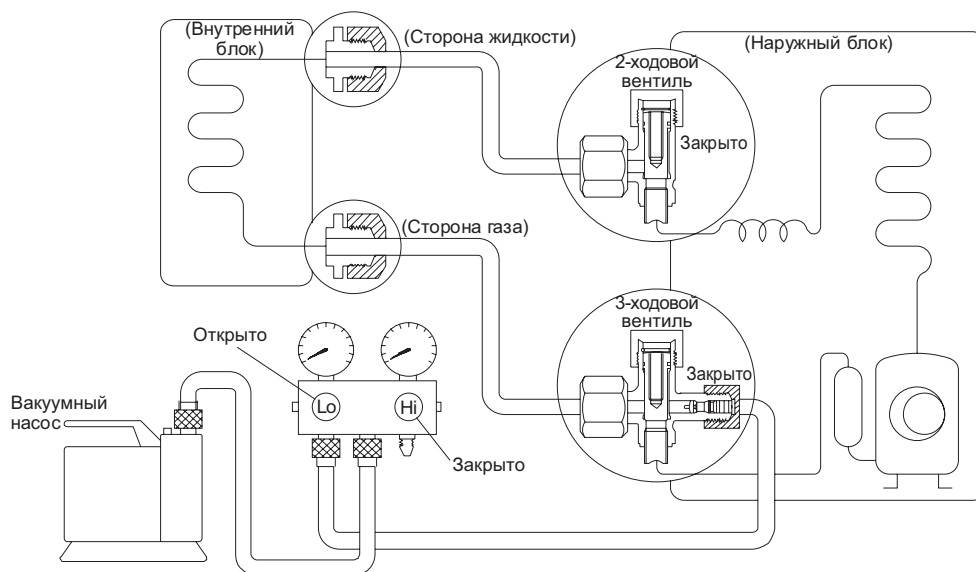 (Внутренний
блок)
(Сторона жидкости)
(Наружный блок)
2-ходовой
вентиль
Закрыто
(Сторона газа)
3-ходовой
вентиль
Закрыто
Открыто
Lo
Hi
Вакуумный
насос
Закрыто